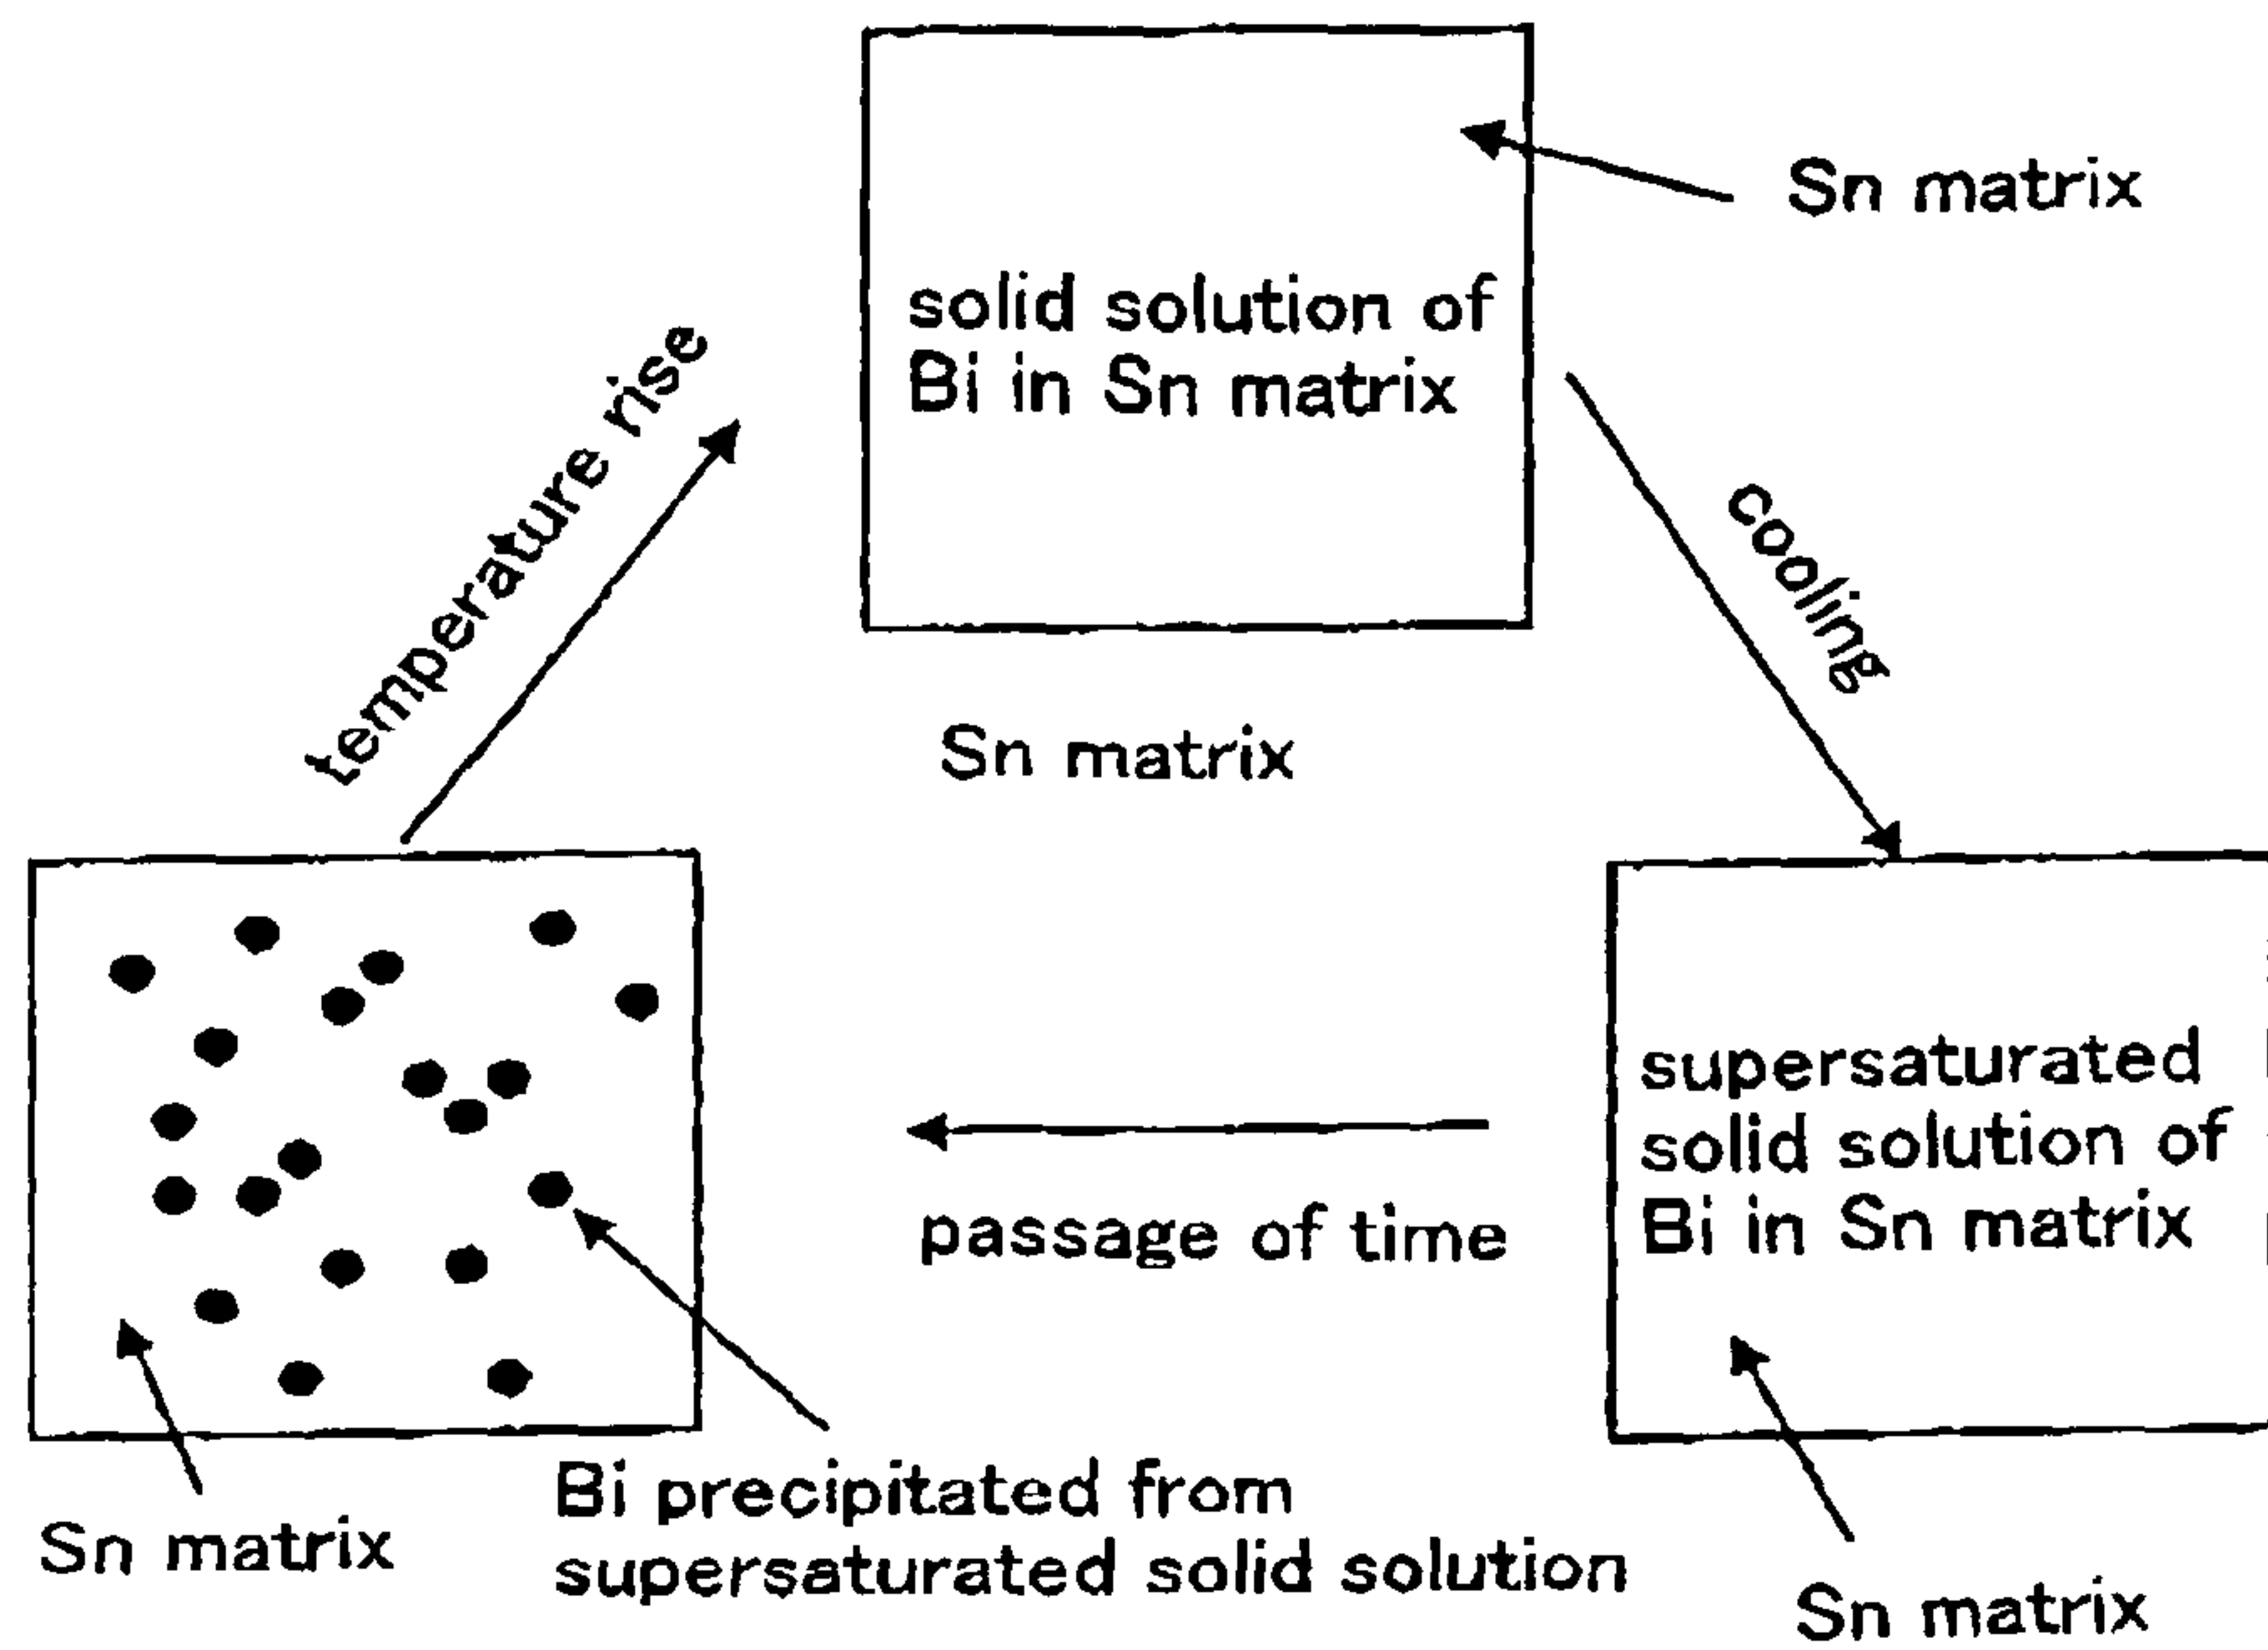 Sn matrix
solid solution of
Bi in Sn matrix
temperature rise
cooling
Sn matrix
supersaturated
solid solution of
Bi in Sn matrix
passage of time
Bi precipitated from
supersaturated solid solution
Sn matrix
Sn matrix